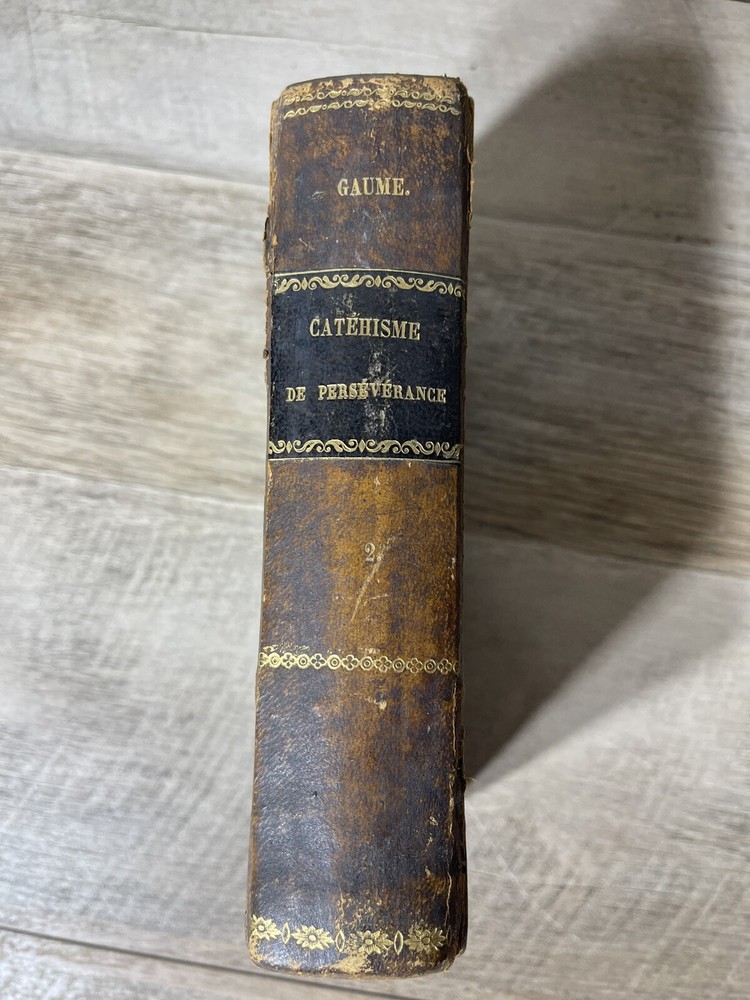 GAUME.
CATÉHISME
DE PERSÉVÉRANCE
2.